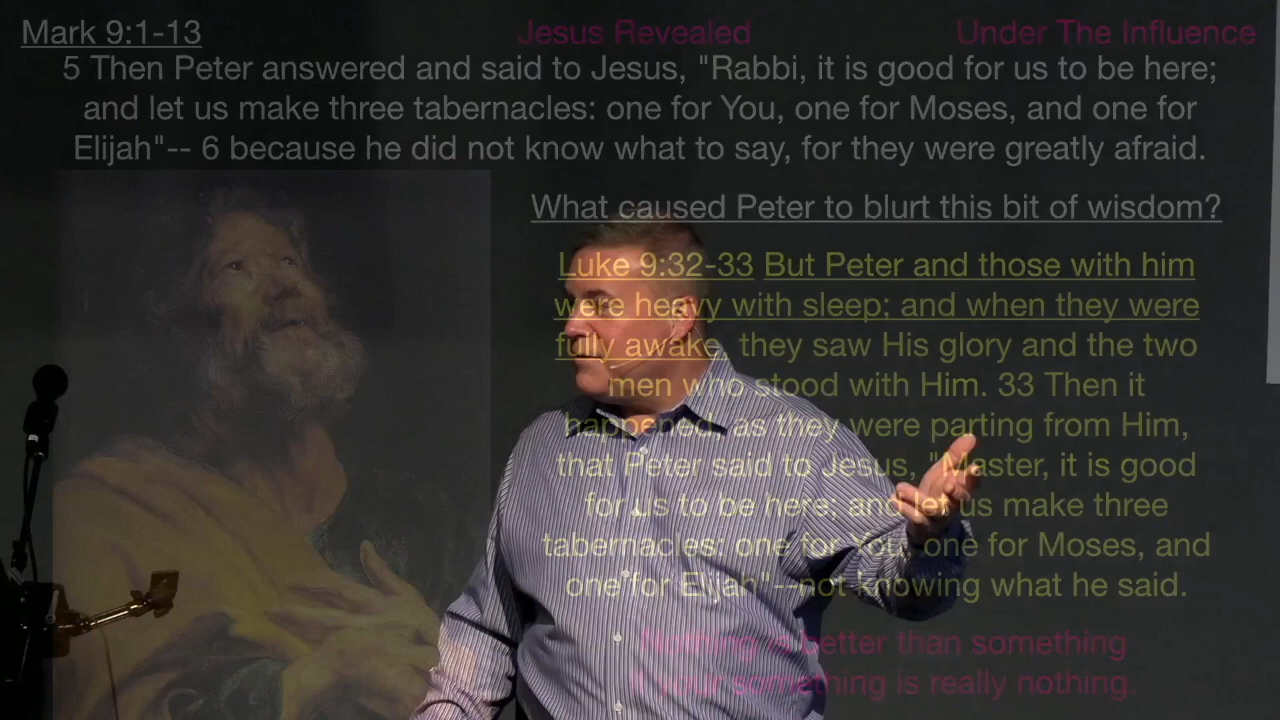 Mark 9:1-13 Jesus Revealed Under The Influence
5 Then Peter answered and said to Jesus, "Rabbi, it is good for us to be here;
and let us make three tabernacles: one for You, one for Moses, and one for
Elijah"-- 6 because he did not know what to say, for they were greatly afraid.
What caused Peter to blurt this bit of wisdom?
Luke 9:32-33 But Peter and those with him
were heavy with sleep; and when they were
fully awake, they saw His glory and the two
men who stood with Him. 33 Then it
happened, as they were parting from Him,
that Peter said to Jesus, "Master, it is good
for us to be here; and let us make three
tabernacles: one for You, one for Moses, and
one for Elijah"--not knowing what he said.
Nothing is better than something
if your something is really nothing.